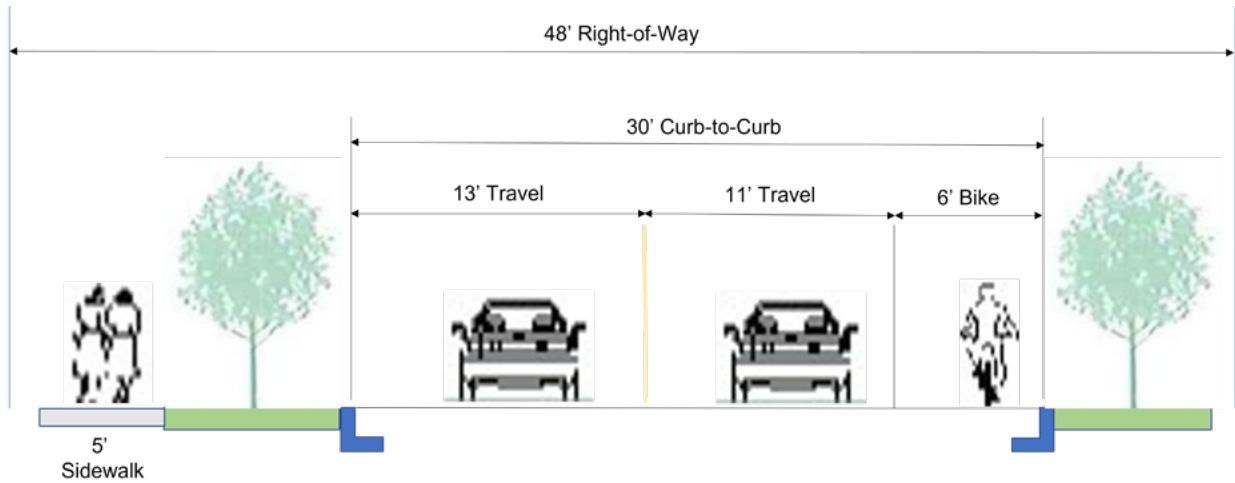 48’ Right-of-Way
30’ Curb-to-Curb
13’ Travel
11’ Travel
6’ Bike
5’
Sidewalk